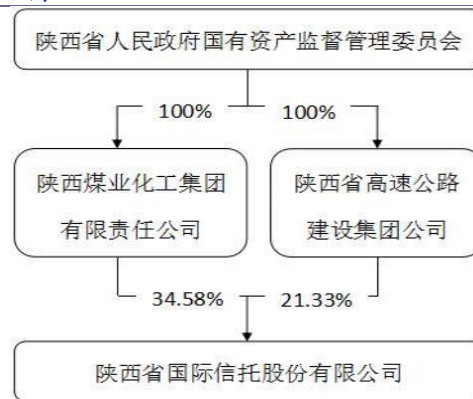 陕西省人民政府国有资产监督管理委员会
100%
100%
陕西煤业化工集团
有限责任公司
陕西省高速公路
建设集团公司
34.58%
21.33%
陕西省国际信托股份有限公司